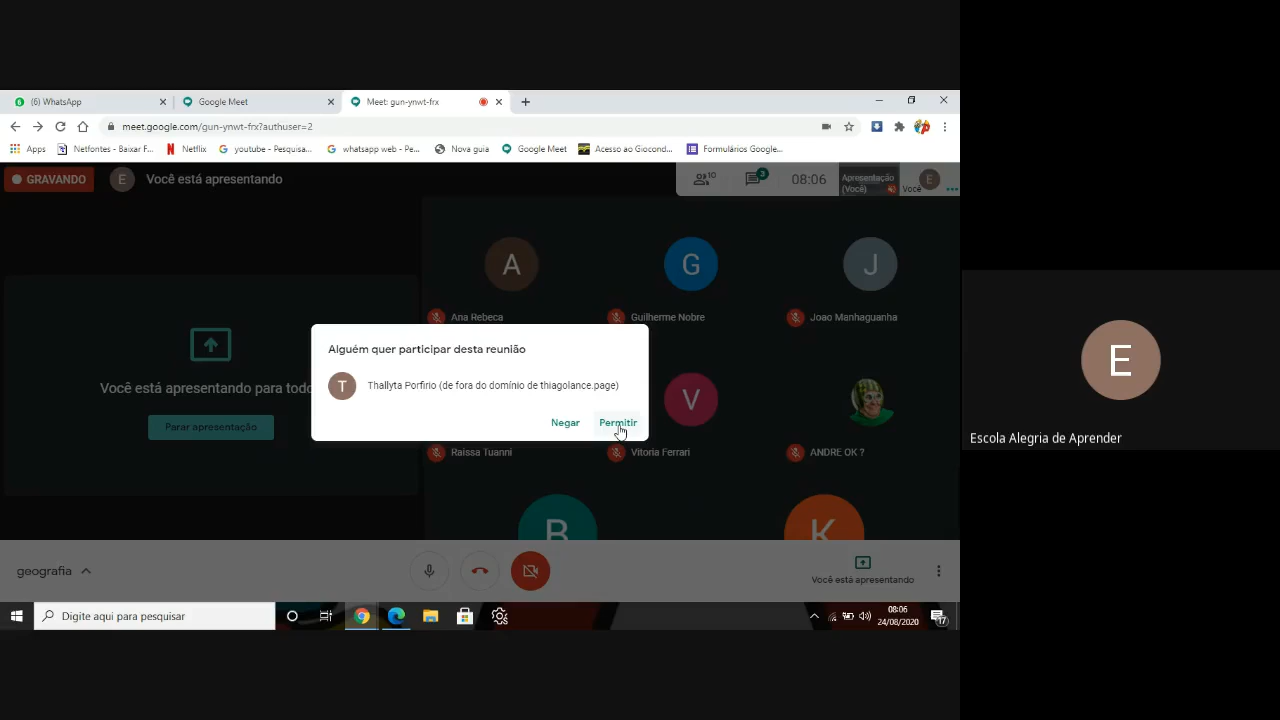 (6) WhatsApp
Google Meet
Meet: gun-ynwt-frx
meet.google.com/gun-ynwt-frx?authuser=2
Apps
Netfontes - Baixar F...
Netflix
youtube - Pesquisa...
whatsapp web - Pe...
Nova guia
Google Meet
Acesso ao Giocond...
Formulários Google...
GRAVANDO
E
Você está apresentando
10
3
08:06
Apresentação
(Você)
Você
E
A
G
J
Ana Rebeca
Guilherme Nobre
Joao Manhaguanha
Você está apresentando para todo
Parar apresentação
Alguém quer participar desta reunião
T
Thallyta Porfirio (de fora do domínio de thiagolance.page)
Negar
Permitir
V
Raissa Tuanni
Vitoria Ferrari
ANDRE OK ?
B
K
geografia
Você está apresentando
Digite aqui para pesquisar
08:06
24/08/2020
17
E
Escola Alegria de Aprender